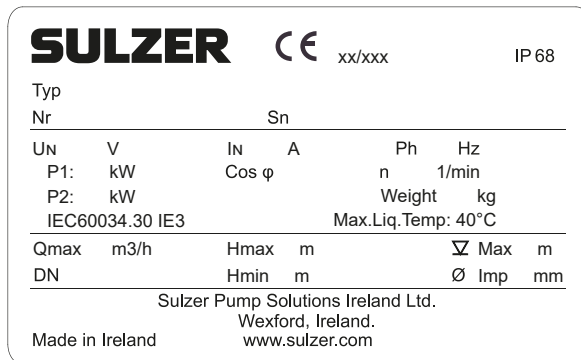 SULZER CE xx/xxx IP 68
Typ
Nr Sn
UN V IN A Ph Hz
P1: kW Cos φ n 1/min
P2: kW Weight kg
IEC60034.30 IE3 Max.Liq.Temp: 40°C
Qmax m3/h Hmax m Max m
DN Hmin m Ø Imp mm
Sulzer Pump Solutions Ireland Ltd.
Wexford, Ireland.
Made in Ireland www.sulzer.com